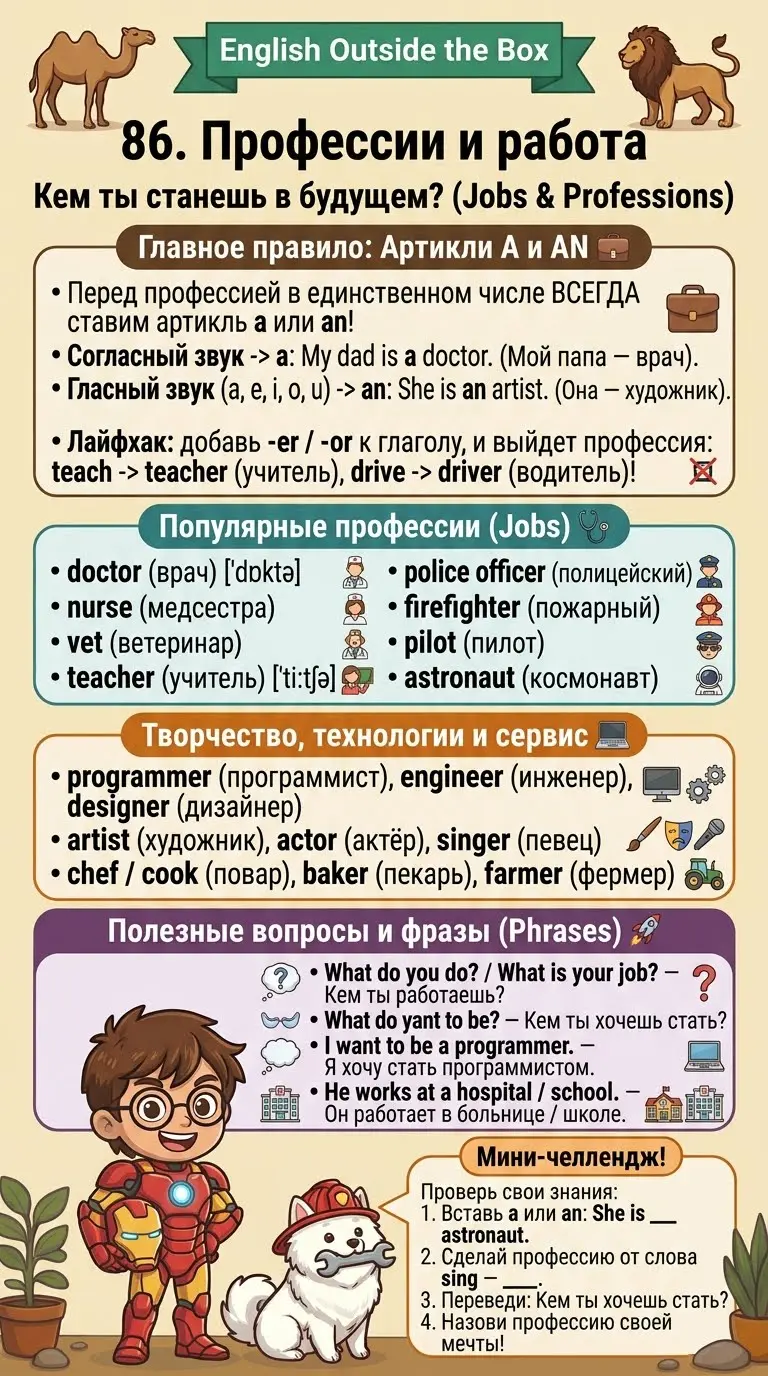 English Outside the Box
86. Профессии и работа
Кем ты станешь в будущем? (Jobs & Professions)
Главное правило: Артикли A и AN
• Перед профессией в единственном числе ВСЕГДА
ставим артикль a или an!
• Согласный звук -> a: My dad is a doctor. (Мой папа — врач).
• Гласный звук (a, e, i, o, u) -> an: She is an artist. (Она — художник).
• Лайфхак: добавь -er / -or к глаголу, и выйдет профессия:
teach -> teacher (учитель), drive -> driver (водитель)!
Популярные профессии (Jobs)
• doctor (врач) ['dɒktə]
• nurse (медсестра)
• vet (ветеринар)
• teacher (учитель) ['ti:tʃə]
• police officer (полицейский)
• firefighter (пожарный)
• pilot (пилот)
• astronaut (космонавт)
Творчество, технологии и сервис
• programmer (программист), engineer (инженер),
designer (дизайнер)
• artist (художник), actor (актёр), singer (певец)
• chef / cook (повар), baker (пекарь), farmer (фермер)
Полезные вопросы и фразы (Phrases)
• What do you do? / What is your job? —
Кем ты работаешь?
• What do yant to be? — Кем ты хочешь стать?
• I want to be a programmer. —
Я хочу стать программистом.
• He works at a hospital / school. —
Он работает в больнице / школе.
Мини-челлендж!
Проверь свои знания:
1. Вставь a или an: She is ___
astronaut.
2. Сделай профессию от слова
sing — ____.
3. Переведи: Кем ты хочешь стать?
4. Назови профессию своей
мечты!